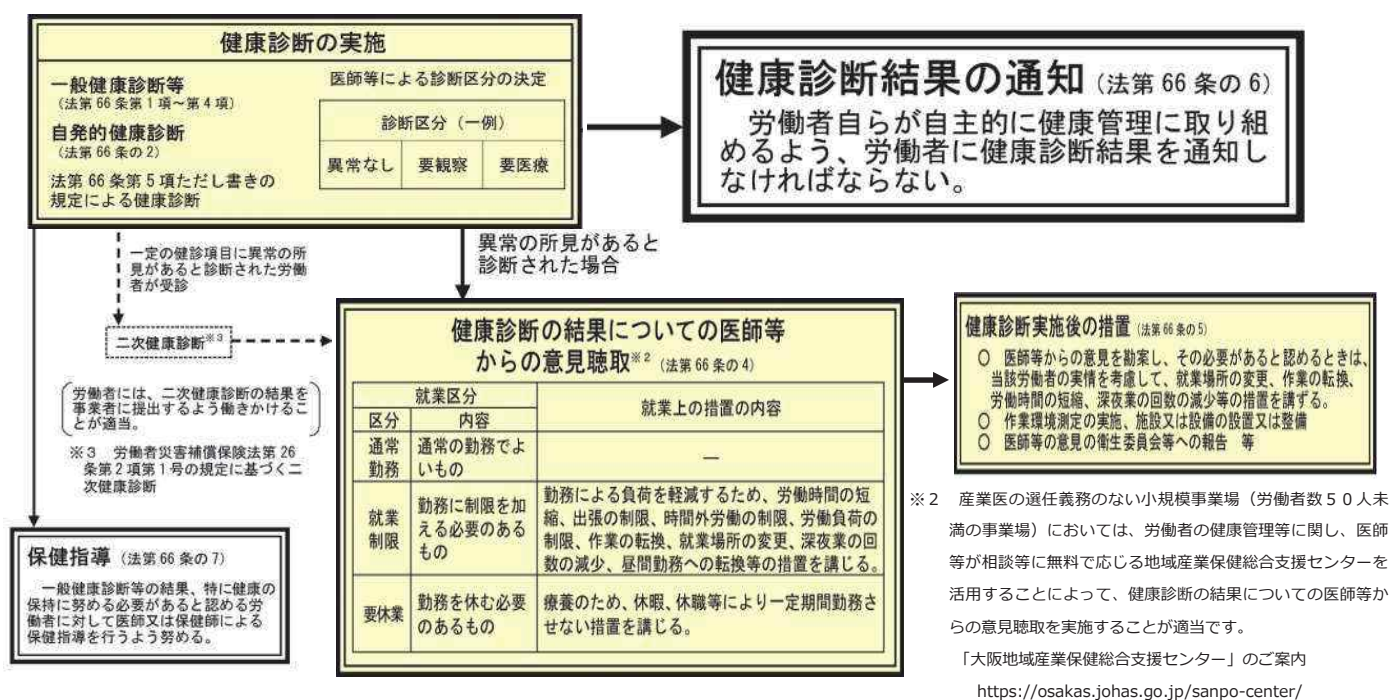 健康診断の実施
一般健康診断等
（法第66条第1項～第4項）
自発的健康診断
（法第66条の2）
法第66条第5項ただし書きの
規定による健康診断
医師等による診断区分の決定
診断区分（一例）
異常なし 要観察 要医療
健康診断結果の通知（法第66条の6）
労働者自らが自主的に健康管理に取り組
めるよう、労働者に健康診断結果を通知し
なければならない。
一定の健診項目に異常の所
見があると診断された労働
者が受診
異常の所見があると
診断された場合
二次健康診断※3
労働者には、二次健康診断の結果を
事業者に提出するよう働きかけるこ
とが適当。
※3 労働者災害補償保険法第26
条第2項第1号の規定に基づく二
次健康診断
保健指導（法第66条の7）
一般健康診断等の結果、特に健康の
保持に努める必要があると認める労
働者に対して医師又は保健師による
保健指導を行うよう努める。
健康診断の結果についての医師等
からの意見聴取※2（法第66条の4）
就業区分 就業上の措置の内容
区分 内容
通常
勤務
通常の勤務でよ
いもの
―
就業
制限
勤務に制限を加
える必要のある
もの
勤務による負荷を軽減するため、労働時間の短
縮、出張の制限、時間外労働の制限、労働負荷の
制限、作業の転換、就業場所の変更、深夜業の回
数の減少、昼間勤務への転換等の措置を講じる。
要休業
勤務を休む必要
のあるもの
療養のため、休暇、休職等により一定期間勤務さ
せない措置を講じる。
健康診断実施後の措置（法第66条の5）
○ 医師等からの意見を勘案し、その必要があると認めるときは、
当該労働者の実情を考慮して、就業場所の変更、作業の転換、
労働時間の短縮、深夜業の回数の減少等の措置を講ずる。
○ 作業環境測定の実施、施設又は設備の設置又は整備
○ 医師等の意見の衛生委員会等への報告 等
※2 産業医の選任義務のない小規模事業場（労働者数50人未
満の事業場）においては、労働者の健康管理等に関し、医師
等が相談等に無料で応じる地域産業保健総合支援センターを
活用することによって、健康診断の結果についての医師等か
らの意見聴取を実施することが適当です。
「大阪地域産業保健総合支援センター」のご案内
https://osakas.johas.go.jp/sanpo-center/